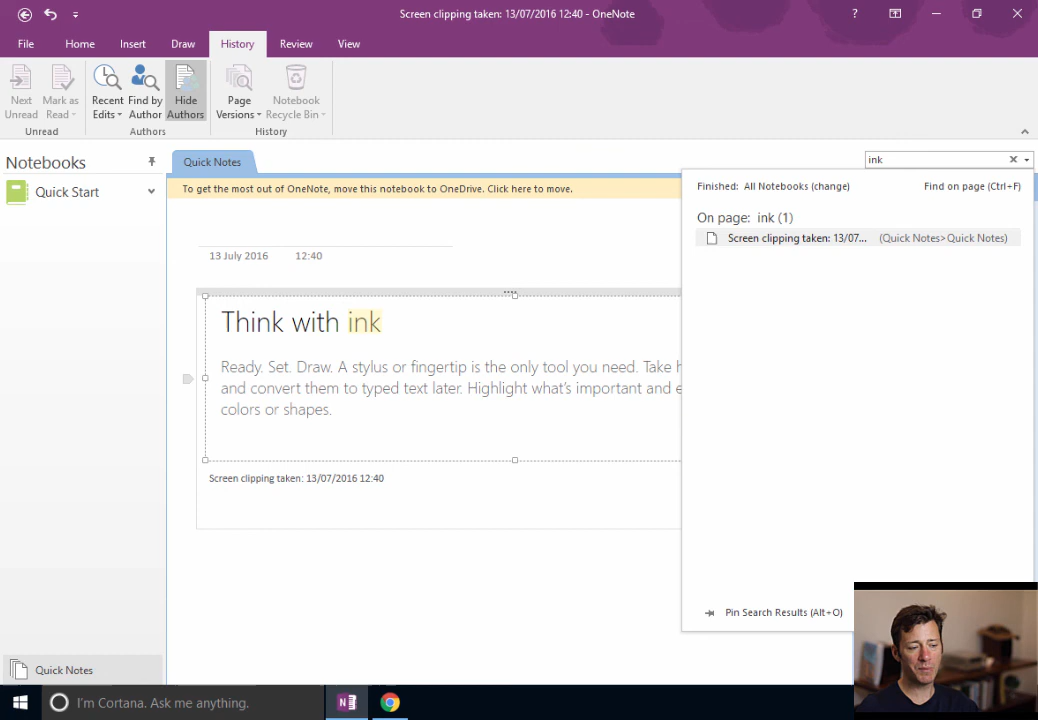 Screen clipping taken: 13/07/2016 12:40 - OneNote
?
File Home Insert Draw History Review View
Next Unread
Mark as Read
Recent Edits
Find by Author
Hide Authors
Page Versions
Notebook Recycle Bin
Unread Authors History
Notebooks
Quick Notes
ink
Quick Start
To get the most out of OneNote, move this notebook to OneDrive. Click here to move.
Finished: All Notebooks (change) Find on page (Ctrl+F)
On page: ink (1)
Screen clipping taken: 13/07... (Quick Notes>Quick Notes)
13 July 2016 12:40
Think with ink
Ready. Set. Draw. A stylus or fingertip is the only tool you need. Take
and convert them to typed text later. Highlight what's important and
colors or shapes.
Screen clipping taken: 13/07/2016 12:40
Pin Search Results (Alt+O)
Quick Notes
I'm Cortana. Ask me anything.